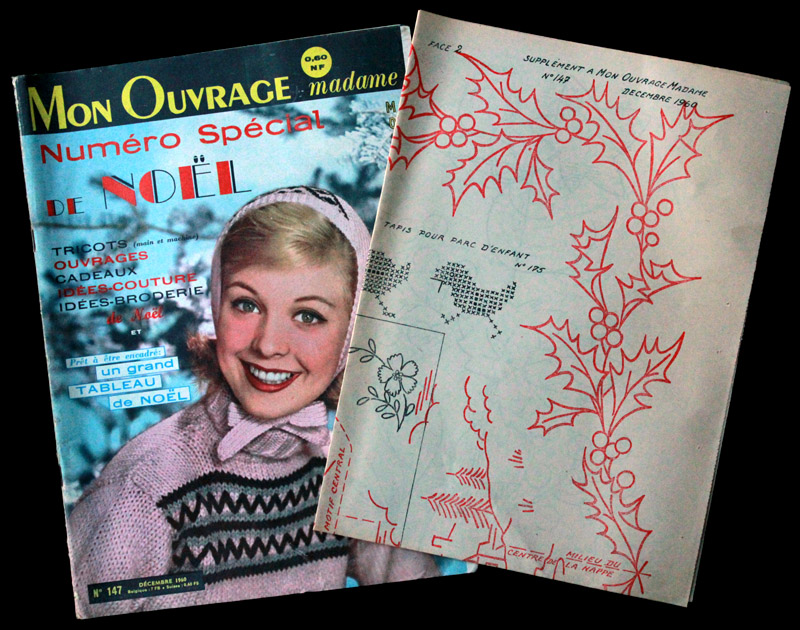 0,60
NF
MON OUVRAGE madame
Numéro Spécial
DE NOËL
TRICOTS (main et machine)
OUVRAGES
CADEAUX
IDÉES-COUTURE
IDÉES-BRODERIE
de Noël
ET
Prêt à être encadré:
un grand
TABLEAU
de NOËL
N° 147
DÉCEMBRE 1960
FACE 2
SUPPLÉMENT A MON OUVRAGE MADAME
N° 147 DECEMBRE 1960
TAPIS POUR PARC D'ENFANT
N° 175
MOTIF CENTRAL
CENTRE DE
MILIEU DU
LA NAPPE